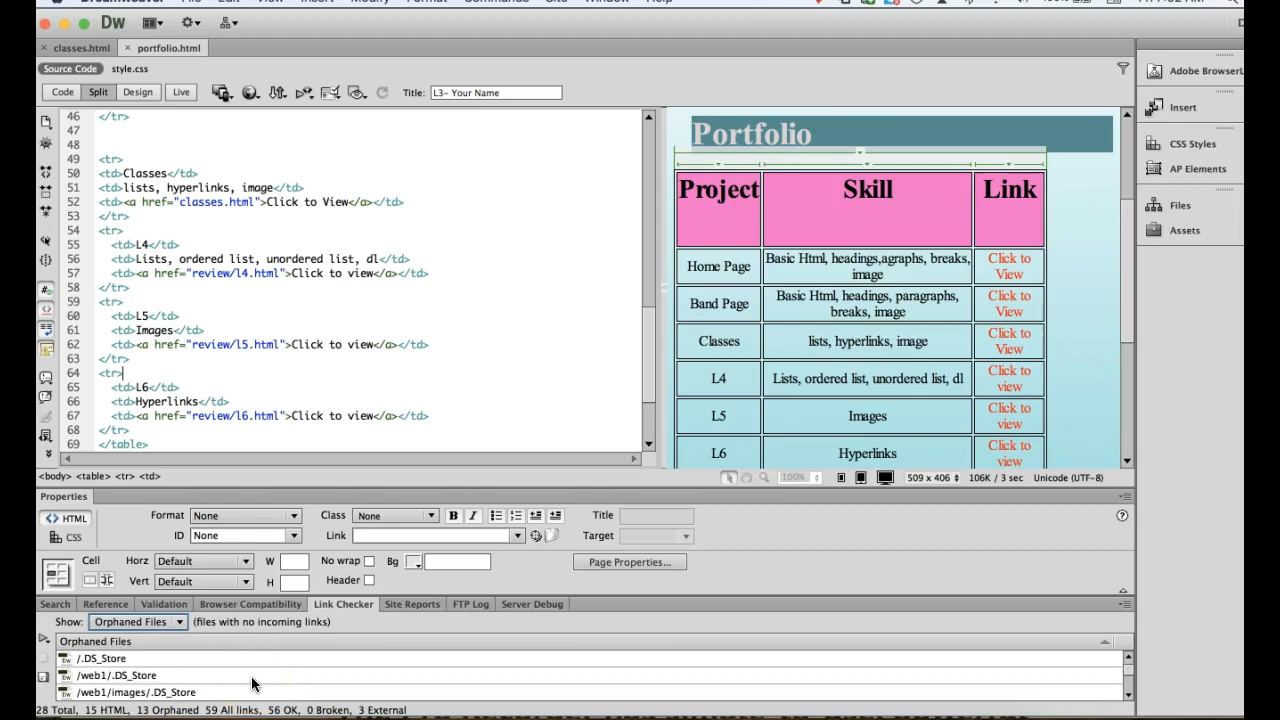 Dreamweaver File Edit View Insert Modify Format Commands Site Window Help
Dw
classes.html portfolio.html
Source Code style.css
Code Split Design Live Title: L3- Your Name
46 </tr>
47
48
49 <tr>
50 <td>Classes</td>
51 <td>lists, hyperlinks, image</td>
52 <td><a href="classes.html">Click to View</a></td>
53 </tr>
54 <tr>
55 <td>L4</td>
56 <td>Lists, ordered list, unordered list, dl</td>
57 <td><a href="review/l4.html">Click to view</a></td>
58 </tr>
59 <tr>
60 <td>L5</td>
61 <td>Images</td>
62 <td><a href="review/l5.html">Click to view</a></td>
63 </tr>
64 <tr>
65 <td>L6</td>
66 <td>Hyperlinks</td>
67 <td><a href="review/l6.html">Click to view</a></td>
68 </tr>
69 </table>
Portfolio
Project Skill Link
Home Page Basic Html, headings,agraphs, breaks, image Click to View
Band Page Basic Html, headings, paragraphs, breaks, image Click to View
Classes lists, hyperlinks, image Click to View
L4 Lists, ordered list, unordered list, dl Click to view
L5 Images Click to view
L6 Hyperlinks Click to view
Adobe BrowserL
Insert
CSS Styles
AP Elements
Files
Assets
<body> <table> <tr> <td> 100% 509 x 406 106K / 3 sec Unicode (UTF-8)
Properties
<> HTML Format None Class None B I Title
CSS ID None Link Target
Cell Horz Default W No wrap Bg Page Properties...
Vert Default H Header
Search Reference Validation Browser Compatibility Link Checker Site Reports FTP Log Server Debug
Show: Orphaned Files (files with no incoming links)
Orphaned Files
/.DS_Store
/web1/.DS_Store
/web1/images/.DS_Store
28 Total, 15 HTML, 13 Orphaned 59 All links, 56 OK, 0 Broken, 3 External